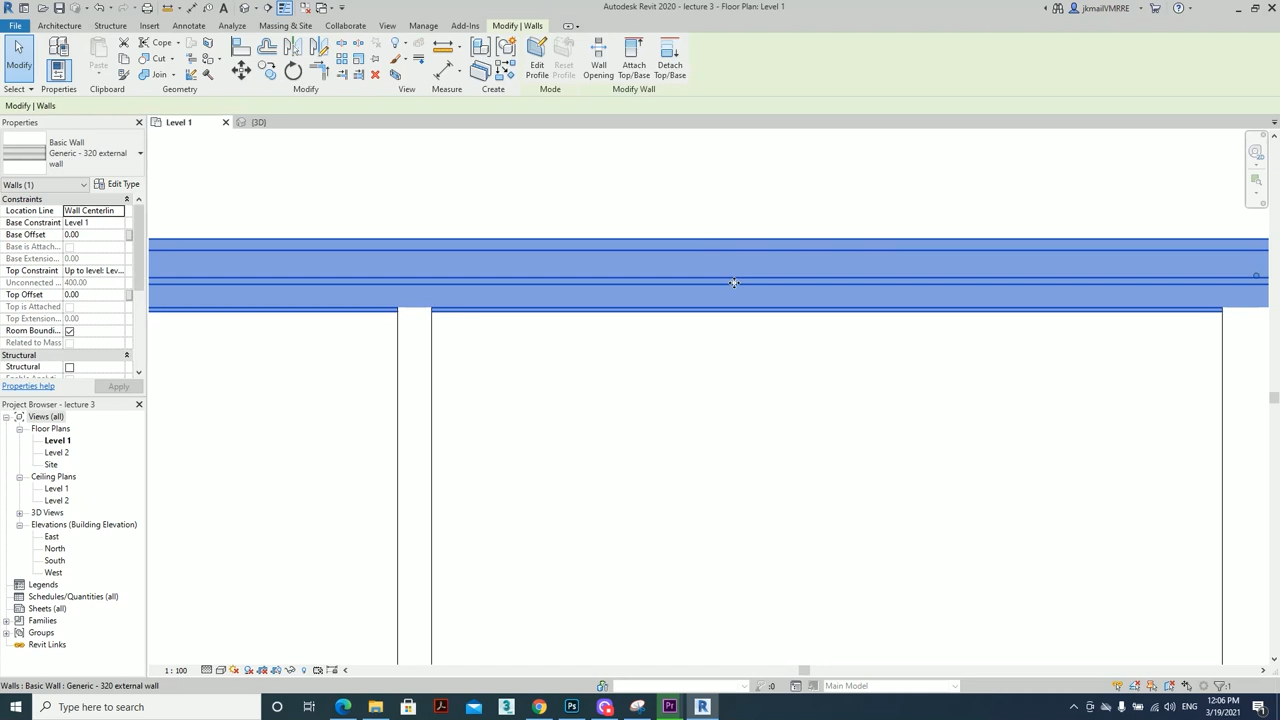 Autodesk Revit 2020 - lecture 3 - Floor Plan: Level 1
jkmailVMRRE
File Architecture Structure Insert Annotate Analyze Massing & Site Collaborate View Manage Add-Ins Modify | Walls
Modify Paste Cope Cut Join Edit Profile Reset Profile Wall Opening Attach Top/Base Detach Top/Base
Select Properties Clipboard Geometry Modify View Measure Create Mode Modify Wall
Modify | Walls
Properties
Level 1
{3D}
Basic Wall
Generic - 320 external
wall
Walls (1)
Edit Type
Constraints
Location Line Wall Centerlin
Base Constraint Level 1
Base Offset 0.00
Base is Attach...
Base Extensio... 0.00
Top Constraint Up to level: Lev...
Unconnected ... 400.00
Top Offset 0.00
Top is Attached
Top Extension... 0.00
Room Boundi...
Related to Mass
Structural
Structural
Properties help
Apply
Project Browser - lecture 3
Views (all)
Floor Plans
Level 1
Level 2
Site
Ceiling Plans
Level 1
Level 2
3D Views
Elevations (Building Elevation)
East
North
South
West
Legends
Schedules/Quantities (all)
Sheets (all)
Families
Groups
Revit Links
1 : 100
Walls : Basic Wall : Generic - 320 external wall
:0
Main Model
:1
Type here to search
ENG
12:06 PM
3/19/2021